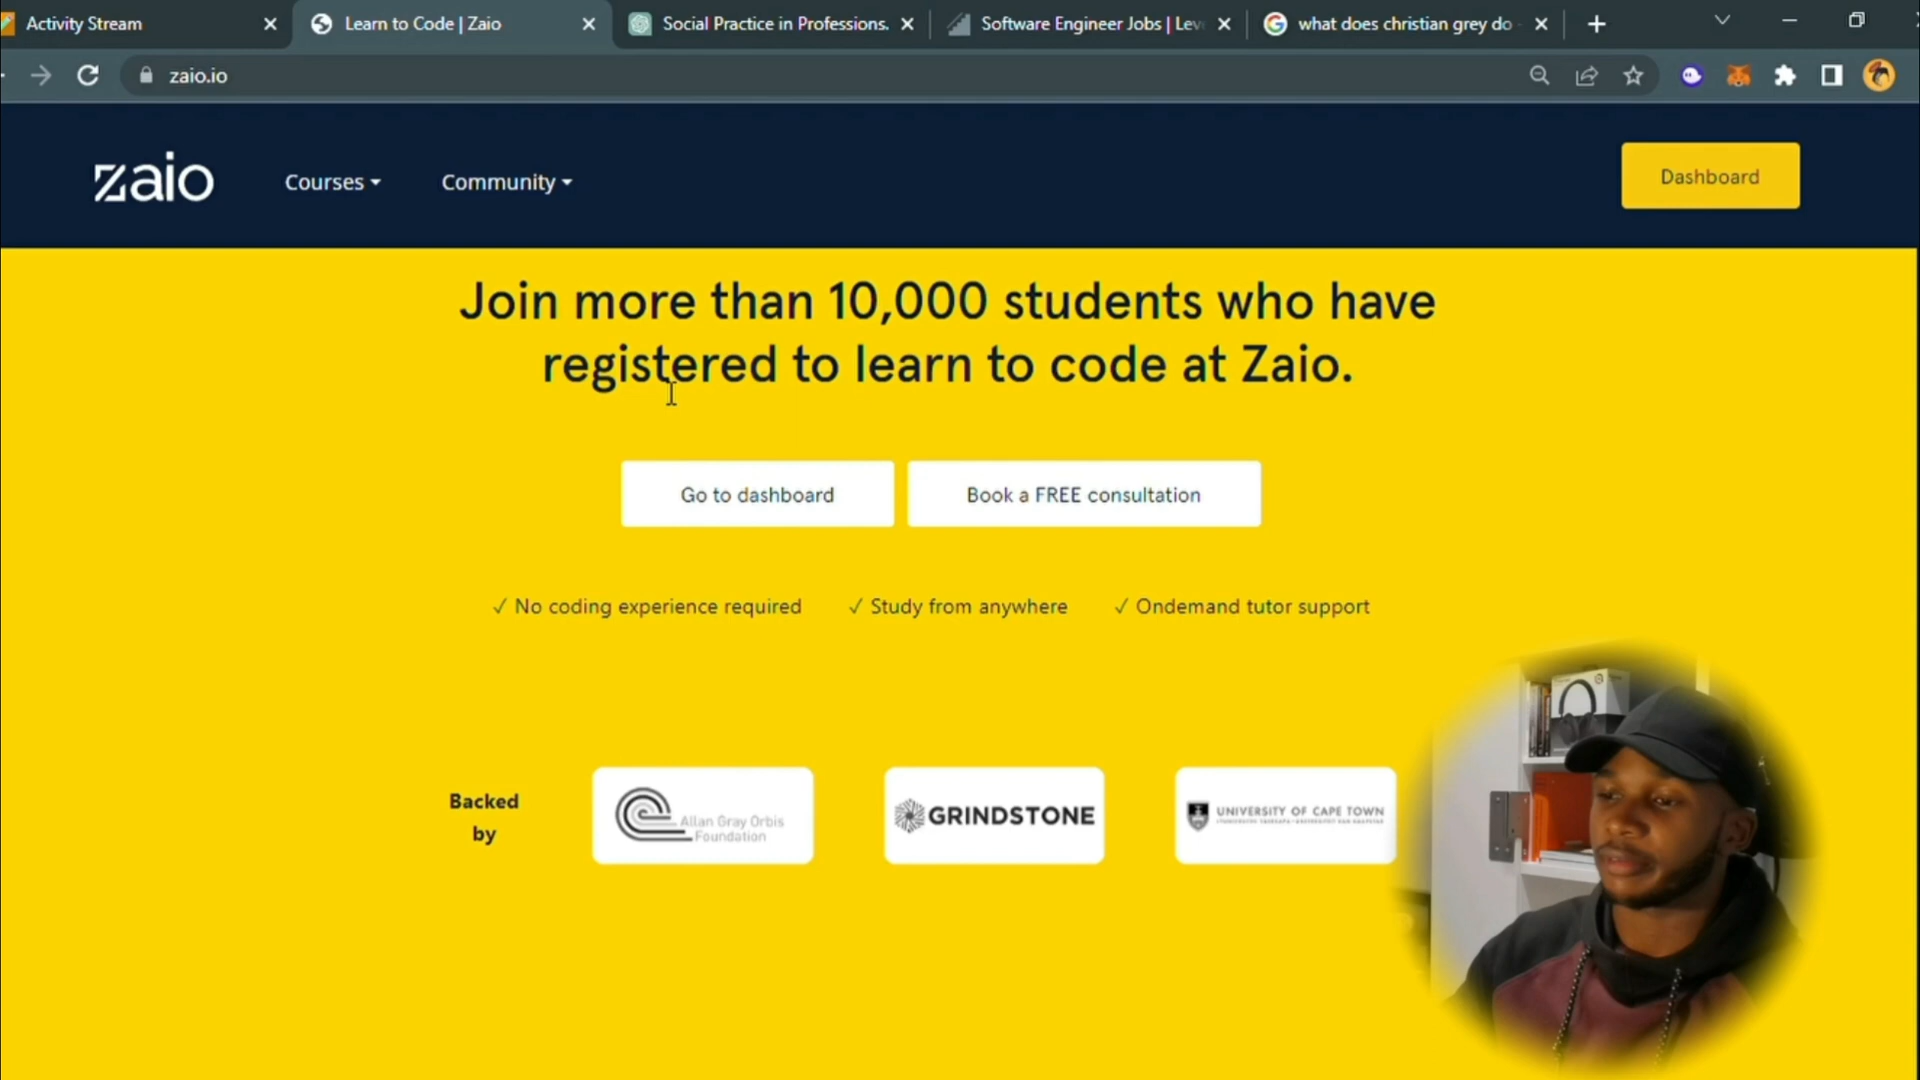 Activity Stream
Learn to Code | Zaio
Social Practice in Professions.
Software Engineer Jobs | Lev
what does christian grey do
zaio.io
zaio
Courses
Community
Dashboard
Join more than 10,000 students who have
registered to learn to code at Zaio.
Go to dashboard
Book a FREE consultation
✓ No coding experience required
✓ Study from anywhere
✓ Ondemand tutor support
Backed
by
Allan Gray Orbis
Foundation
GRINDSTONE
UNIVERSITY OF CAPE TOWN